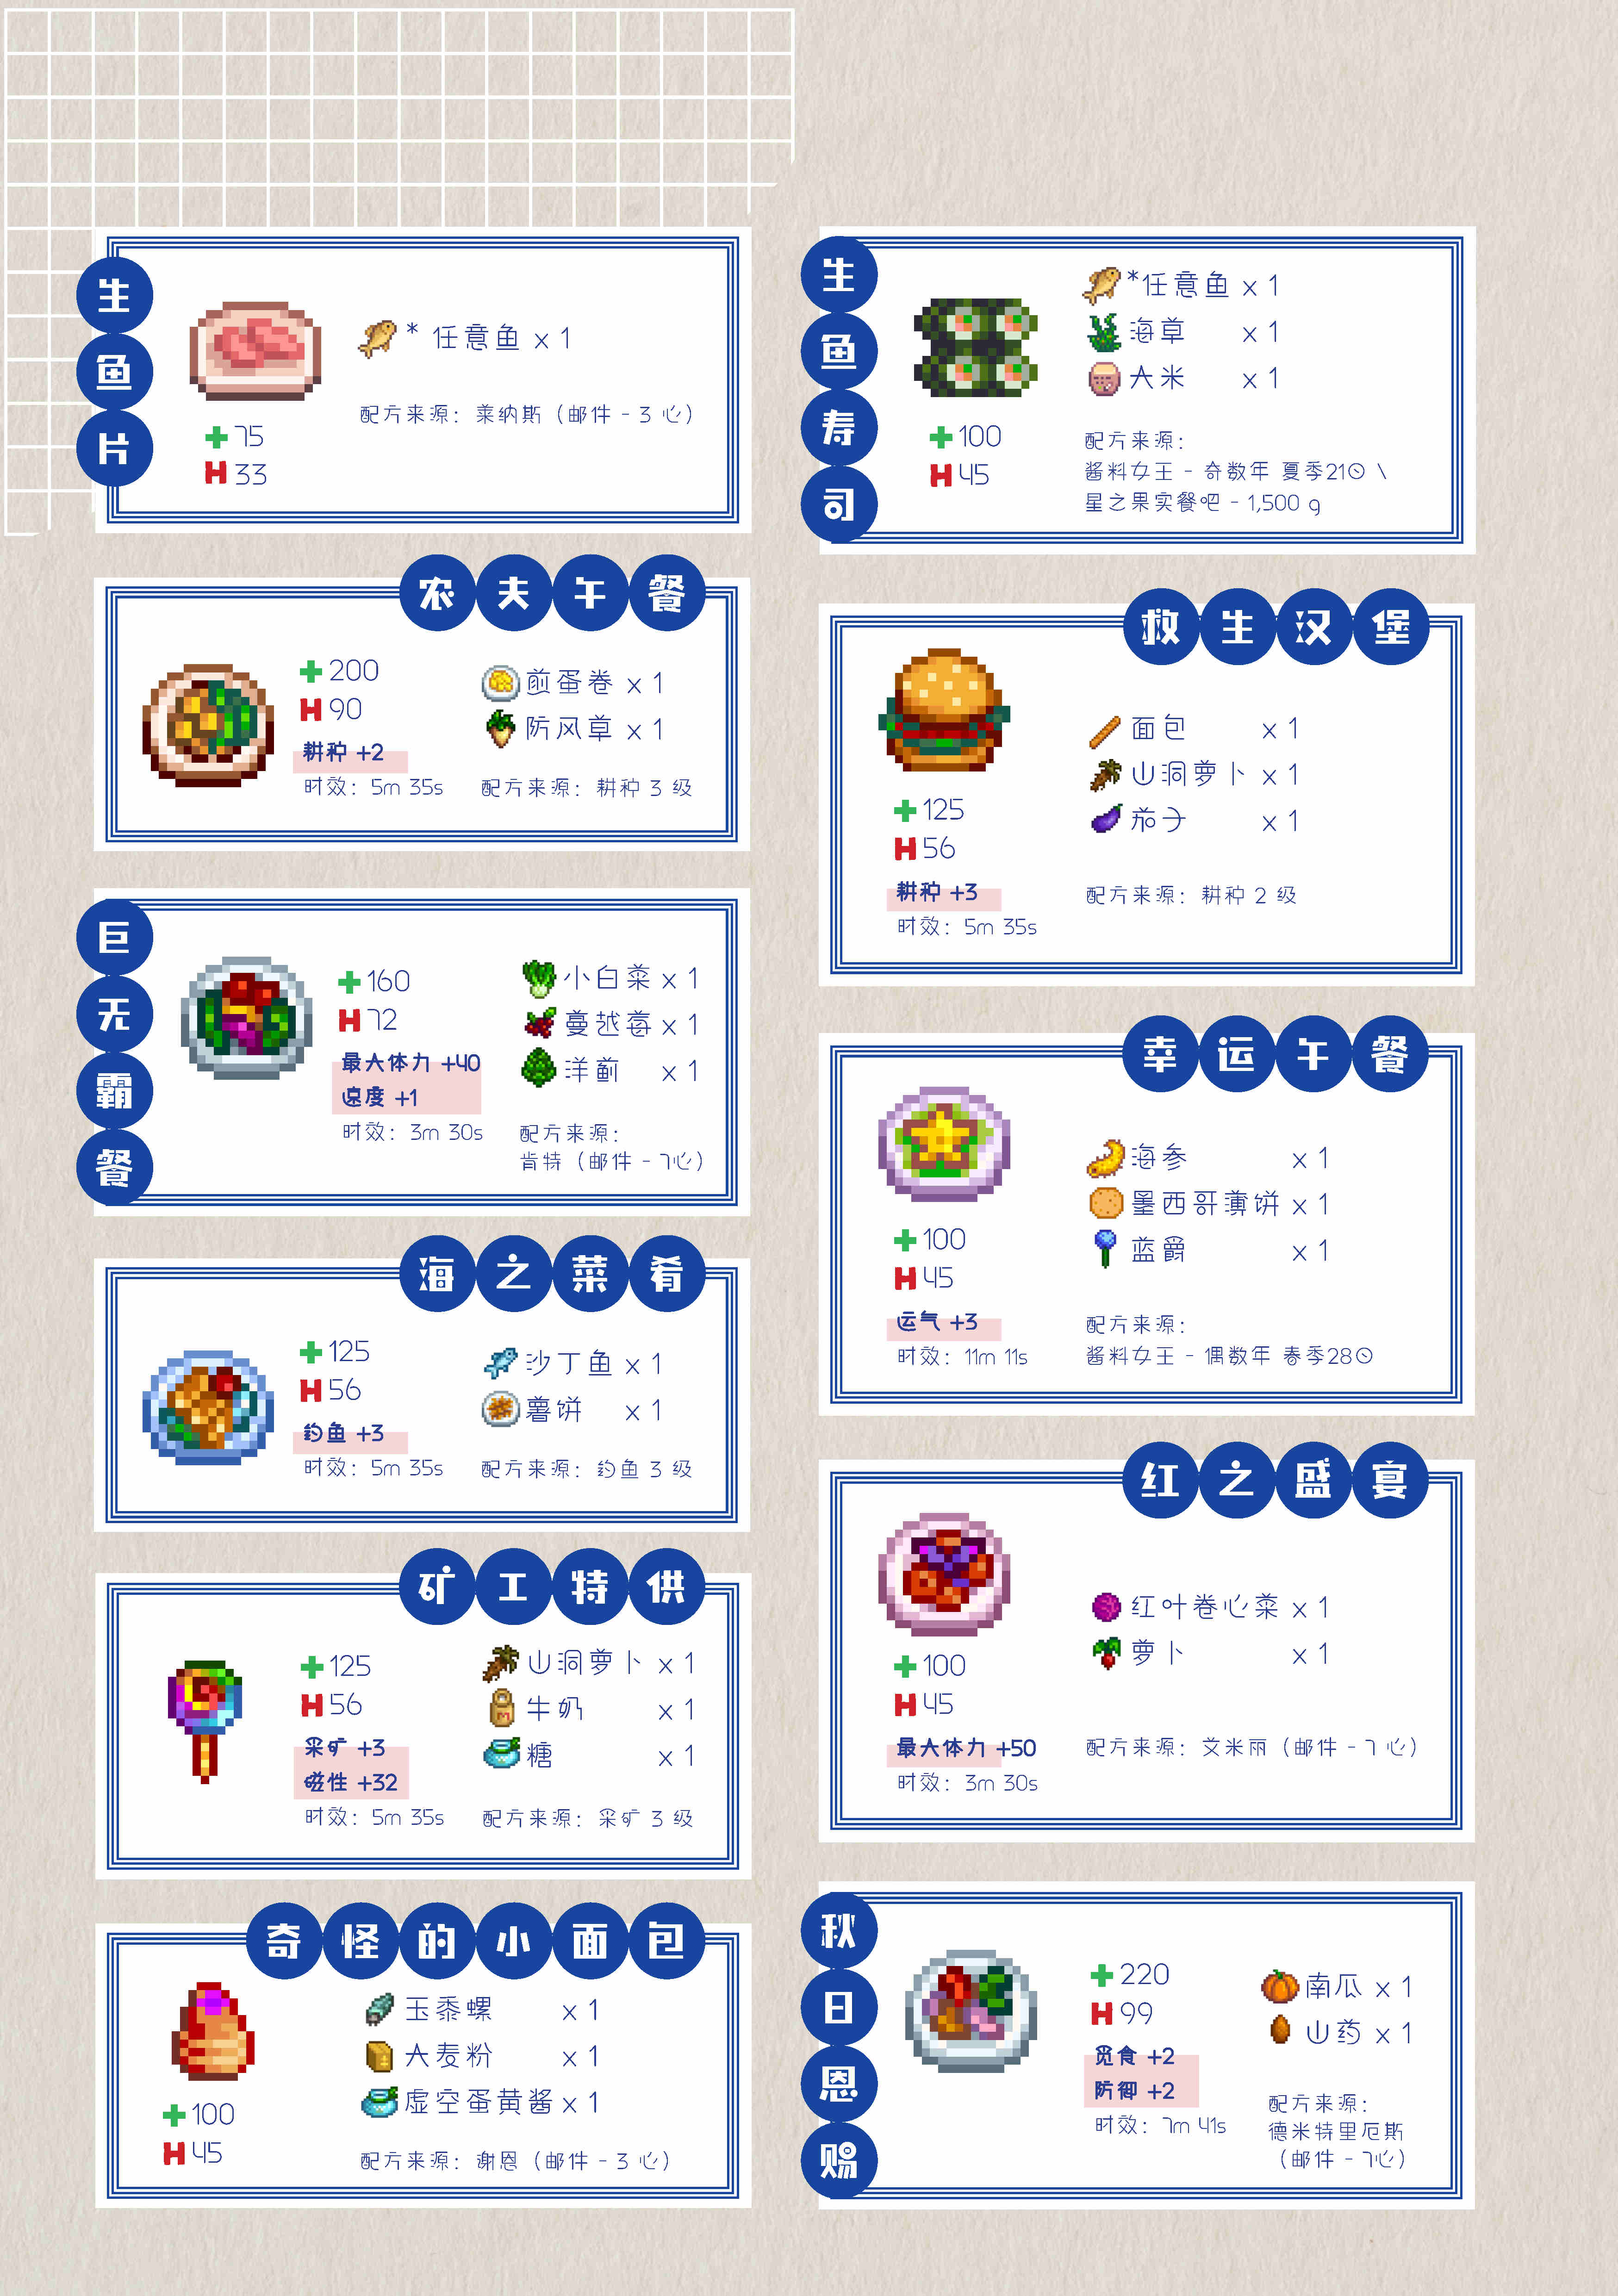 生鱼片
* 任意鱼 x 1
配方来源：莱纳斯（邮件 - 3 心）
+75
H 33
农夫午餐
+200
H 90
耕种 +2
时效：5m 35s
煎蛋卷 x 1
防风草 x 1
配方来源：耕种 3 级
巨无霸餐
+160
H 72
最大体力 +40
速度 +1
时效：3m 30s
小白菜 x 1
蔓越莓 x 1
洋蓟 x 1
配方来源：
肯特（邮件 - 7心）
海之菜肴
+125
H 56
钓鱼 +3
时效：5m 35s
沙丁鱼 x 1
薯饼 x 1
配方来源：钓鱼 3 级
矿工特供
+125
H 56
采矿 +3
磁性 +32
时效：5m 35s
山洞萝卜 x 1
牛奶 x 1
糖 x 1
配方来源：采矿 3 级
奇怪的小面包
+100
H 45
玉黍螺 x 1
大麦粉 x 1
虚空蛋黄酱 x 1
配方来源：谢恩（邮件 - 3 心）
生鱼寿司
+100
H 45
*任意鱼 x 1
海草 x 1
大米 x 1
配方来源：
酱料女王 - 奇数年 夏季21日 \
星之果实餐吧 - 1,500 g
救生汉堡
+125
H 56
耕种 +3
时效：5m 35s
面包 x 1
山洞萝卜 x 1
茄子 x 1
配方来源：耕种 2 级
幸运午餐
+100
H 45
运气 +3
时效：11m 11s
海参 x 1
墨西哥薄饼 x 1
蓝爵 x 1
配方来源：
酱料女王 - 偶数年 春季28日
红之盛宴
+100
H 45
最大体力 +50
时效：3m 30s
红叶卷心菜 x 1
萝卜 x 1
配方来源：艾米丽（邮件 - 7 心）
秋日恩赐
+220
H 99
觅食 +2
防御 +2
时效：7m 41s
南瓜 x 1
山药 x 1
配方来源：
德米特里厄斯
（邮件 - 7心）